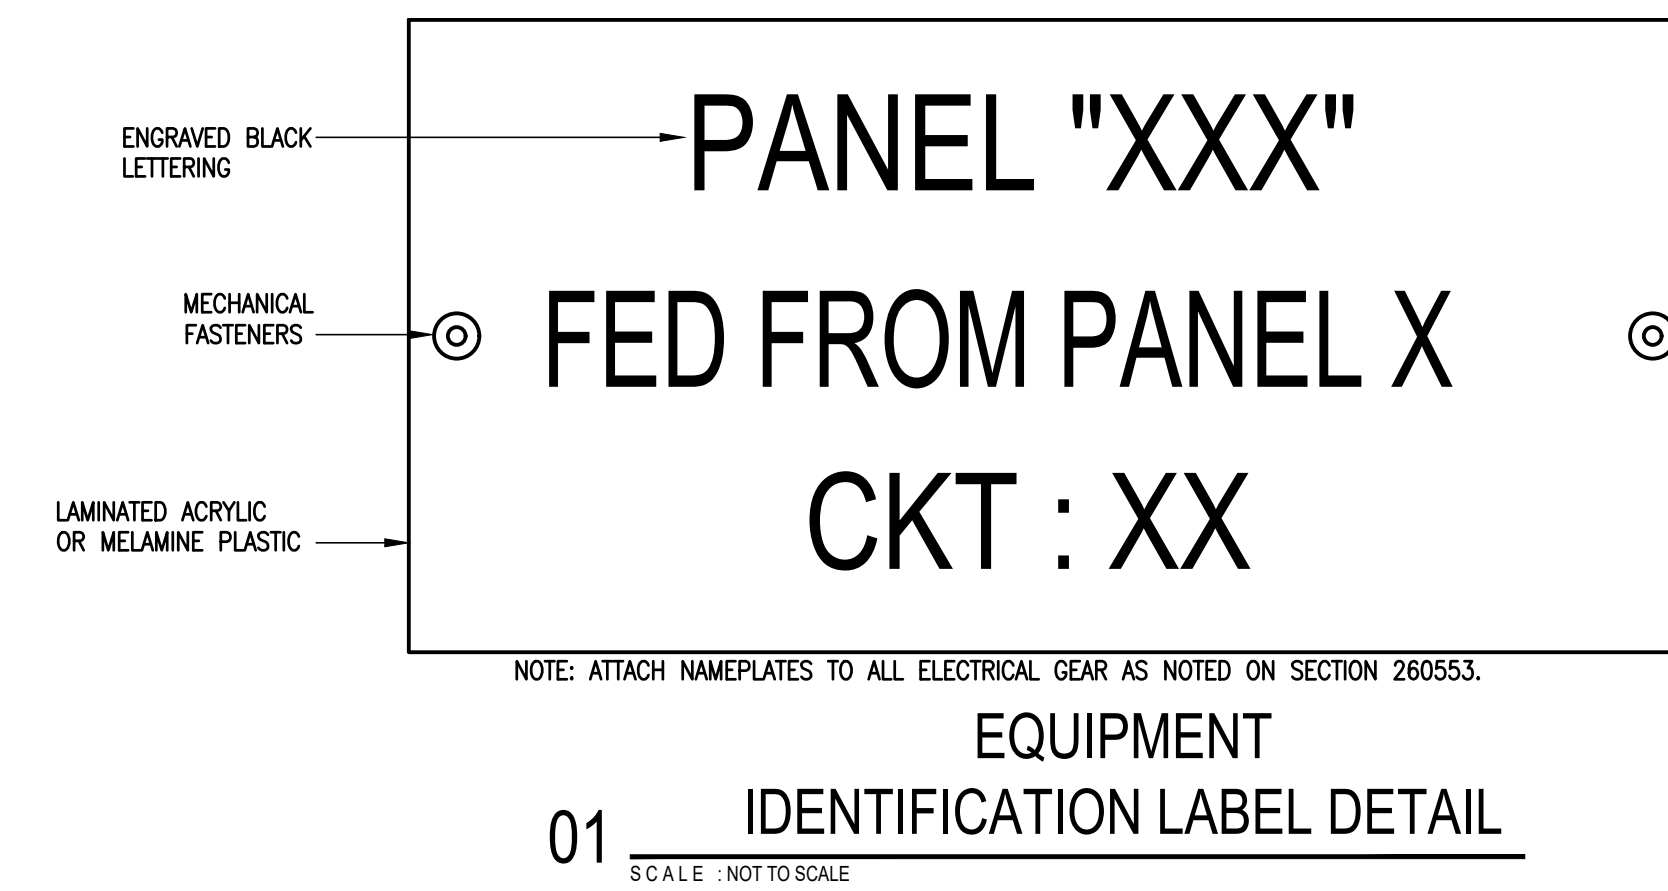 PANEL "XXX"
ENGRAVED BLACK
LETTERING
MECHANICAL
FASTENERS
FED FROM PANEL X
LAMINATED ACRYLIC
OR MELAMINE PLASTIC
CKT : XX
NOTE: ATTACH NAMEPLATES TO ALL ELECTRICAL GEAR AS NOTED ON SECTION 260553.
EQUIPMENT
IDENTIFICATION LABEL DETAIL
01
SCALE : NOT TO SCALE